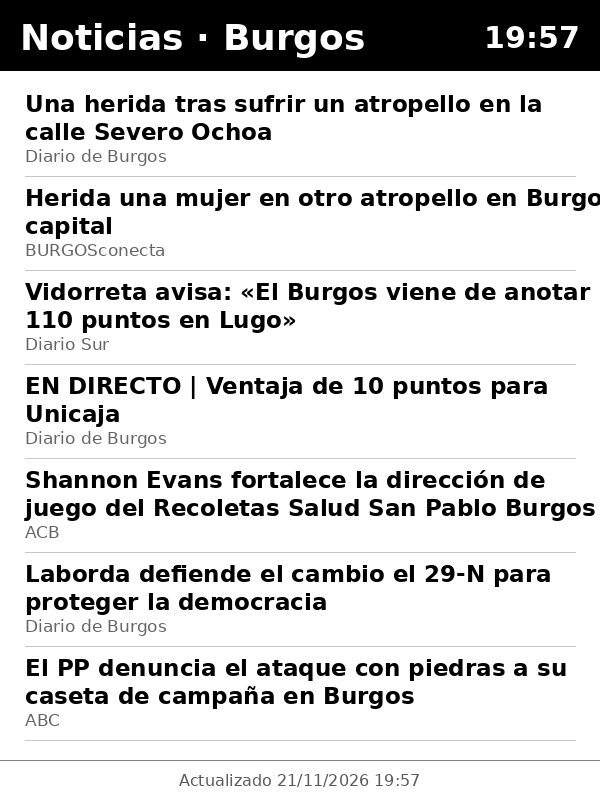 Noticias · Burgos
19:57
Una herida tras sufrir un atropello en la
calle Severo Ochoa
Diario de Burgos
Herida una mujer en otro atropello en Burgo
capital
BURGOSconecta
Vidorreta avisa: «El Burgos viene de anotar
110 puntos en Lugo»
Diario Sur
EN DIRECTO | Ventaja de 10 puntos para
Unicaja
Diario de Burgos
Shannon Evans fortalece la dirección de
juego del Recoletas Salud San Pablo Burgos
ACB
Laborda defiende el cambio el 29-N para
proteger la democracia
Diario de Burgos
El PP denuncia el ataque con piedras a su
caseta de campaña en Burgos
ABC
Actualizado 21/11/2026 19:57